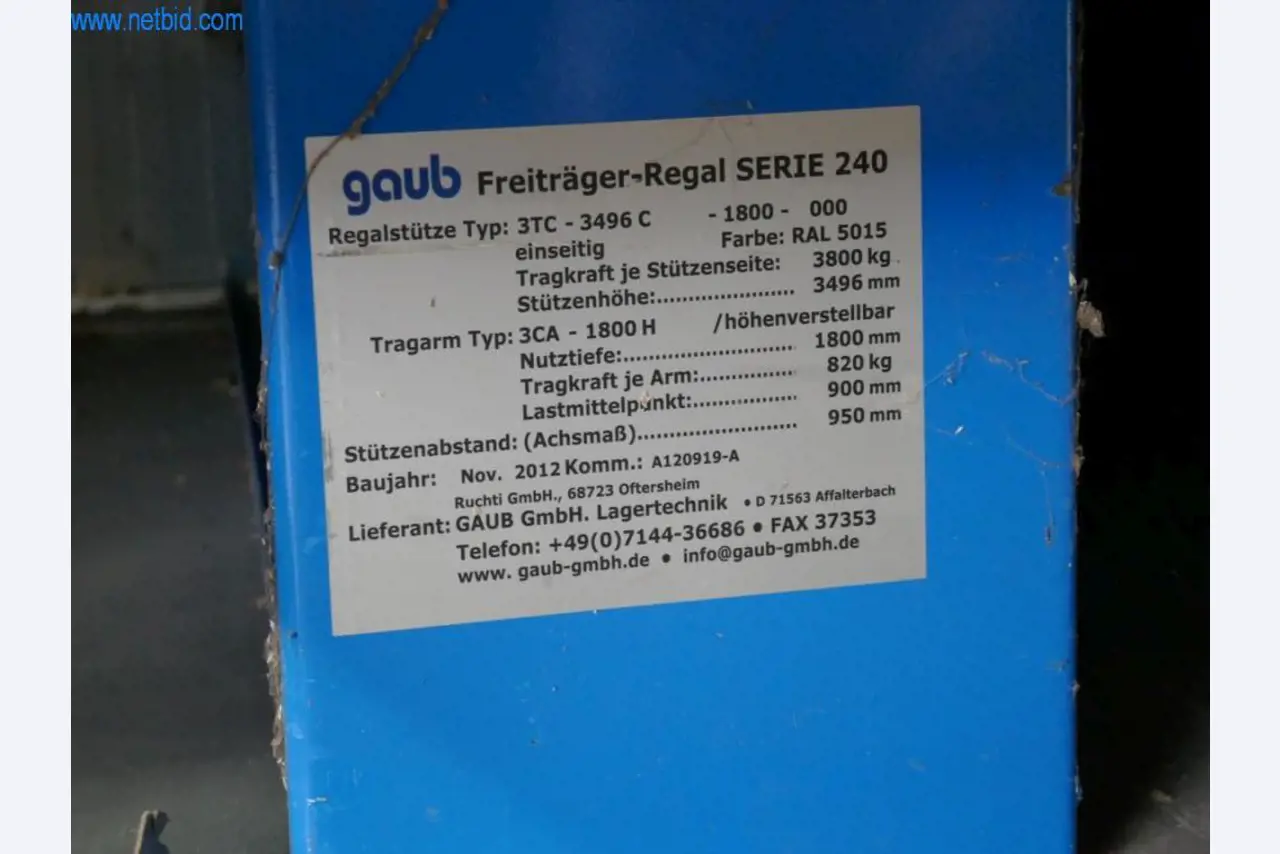 www.netbid.com
gaub Freiträger-Regal SERIE 240
Regalstütze Typ: 3TC - 3496 C - 1800 - 000
einseitig Farbe: RAL 5015
Tragkraft je Stützenseite: 3800 kg
Stützenhöhe:...................... 3496 mm
Tragarm Typ: 3CA - 1800 H /höhenverstellbar
Nutztiefe:........................... 1800 mm
Tragkraft je Arm:............... 820 kg
Lastmittelpunkt:................ 900 mm
Stützenabstand: (Achsmaß)......................... 950 mm
Baujahr: Nov. 2012 Komm.: A120919-A
Ruchti GmbH., 68723 Oftersheim
Lieferant: GAUB GmbH. Lagertechnik • D 71563 Affalterbach
Telefon: +49(0)7144-36686 • FAX 37353
www. gaub-gmbh.de • info@gaub-gmbh.de